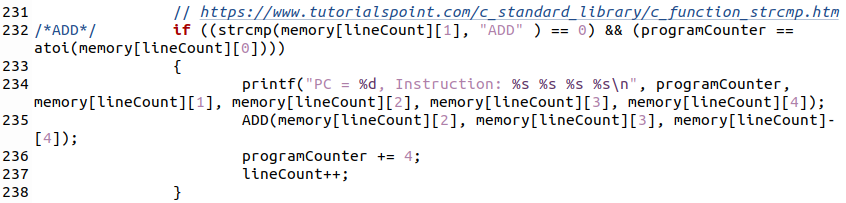 231 // https://www.tutorialspoint.com/c_standard_library/c_function_strcmp.htm
232 /*ADD*/ if ((strcmp(memory[lineCount][1], "ADD" ) == 0) && (programCounter ==
atoi(memory[lineCount][0])))
233 {
234 printf("PC = %d, Instruction: %s %s %s %s\n", programCounter,
memory[lineCount][1], memory[lineCount][2], memory[lineCount][3], memory[lineCount][4]);
235 ADD(memory[lineCount][2], memory[lineCount][3], memory[lineCount]-
[4]);
236 programCounter += 4;
237 lineCount++;
238 }